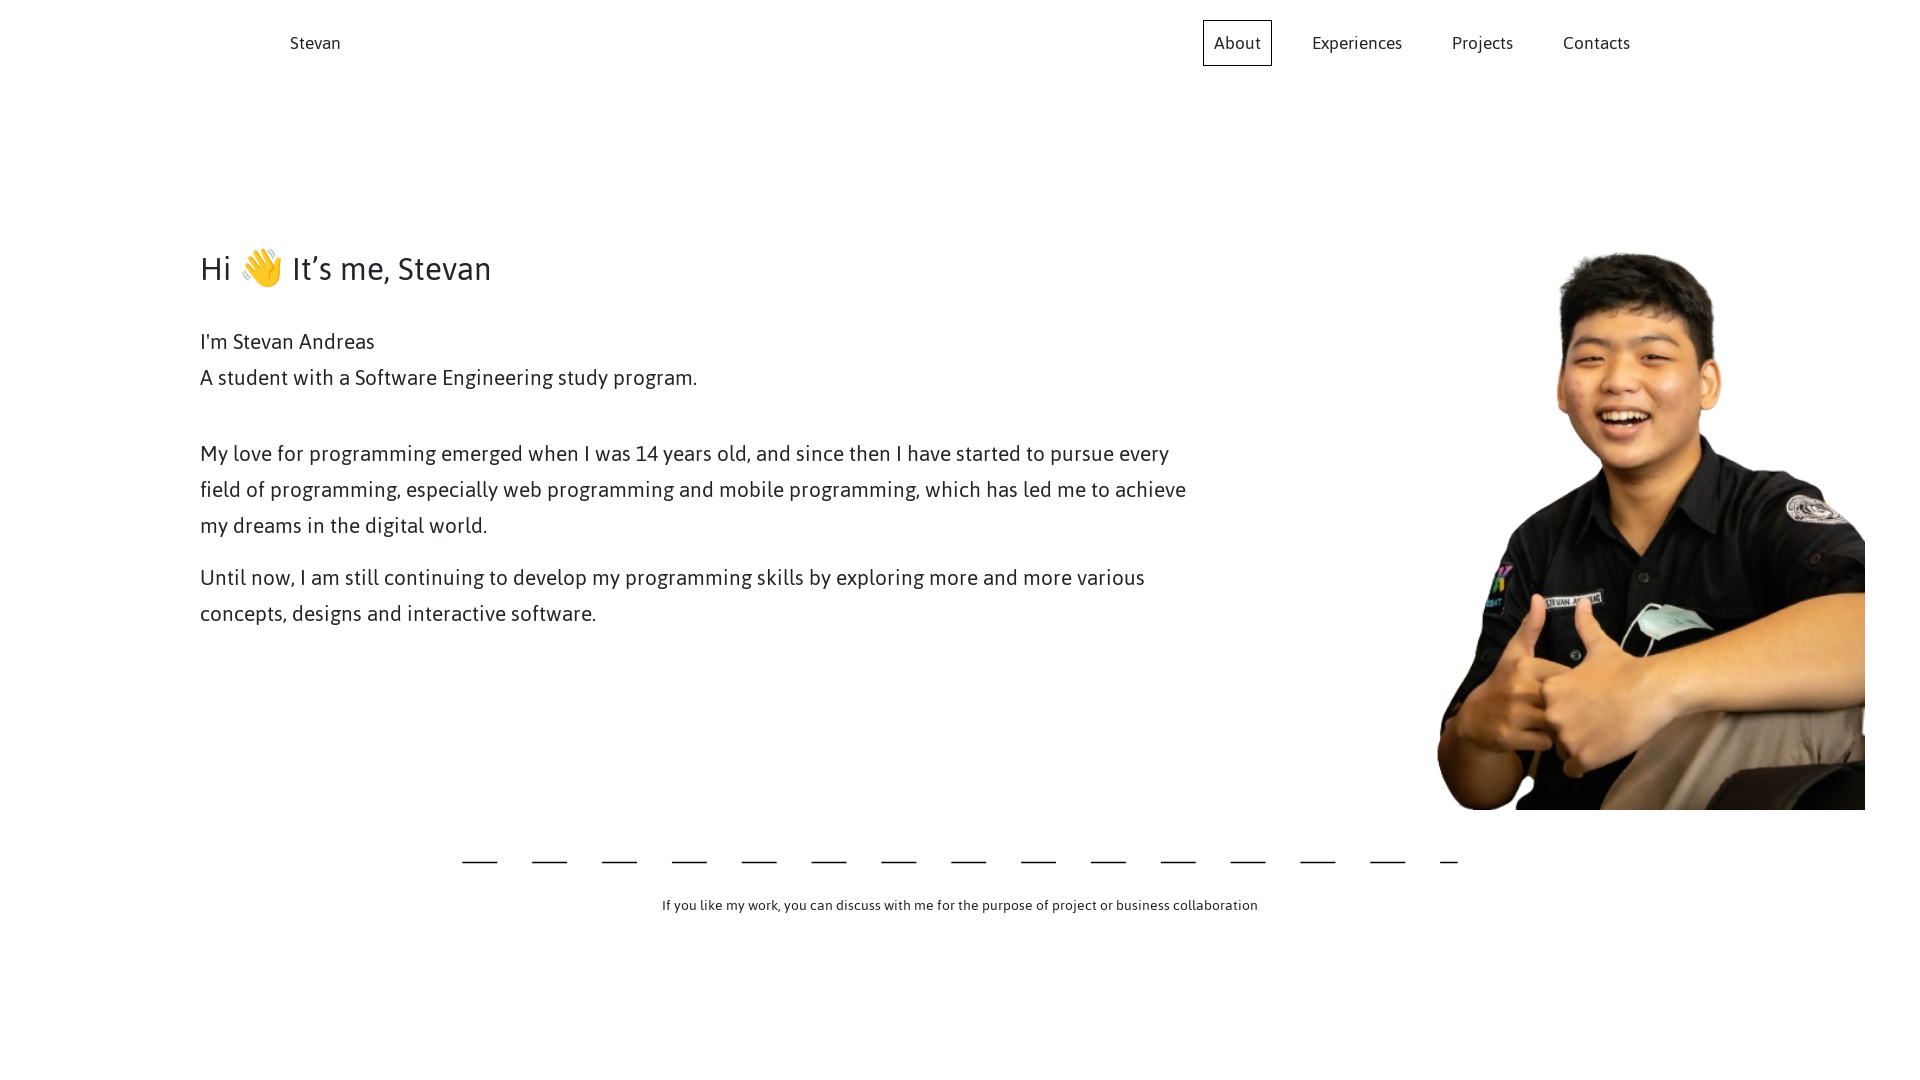 Stevan
About
Experiences
Projects
Contacts
Hi 👋 It’s me, Stevan
I'm Stevan Andreas
A student with a Software Engineering study program.
My love for programming emerged when I was 14 years old, and since then I have started to pursue every
field of programming, especially web programming and mobile programming, which has led me to achieve
my dreams in the digital world.
Until now, I am still continuing to develop my programming skills by exploring more and more various
concepts, designs and interactive software.
STEVAN
If you like my work, you can discuss with me for the purpose of project or business collaboration